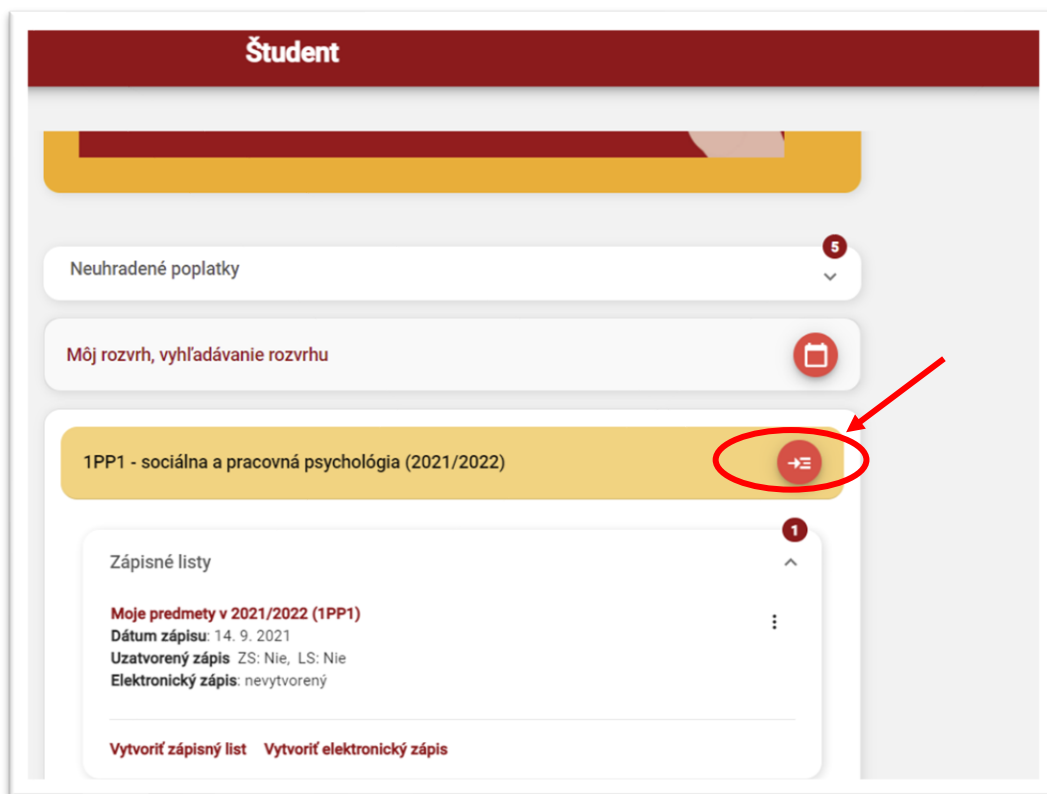 Študent
5
Neuhradené poplatky
Môj rozvrh, vyhľadávanie rozvrhu
1PP1 - sociálna a pracovná psychológia (2021/2022)
1
Zápisné listy
Moje predmety v 2021/2022 (1PP1)
Dátum zápisu: 14. 9. 2021
Uzatvorený zápis ZS: Nie, LS: Nie
Elektronický zápis: nevytvorený
Vytvoriť zápisný list Vytvoriť elektronický zápis